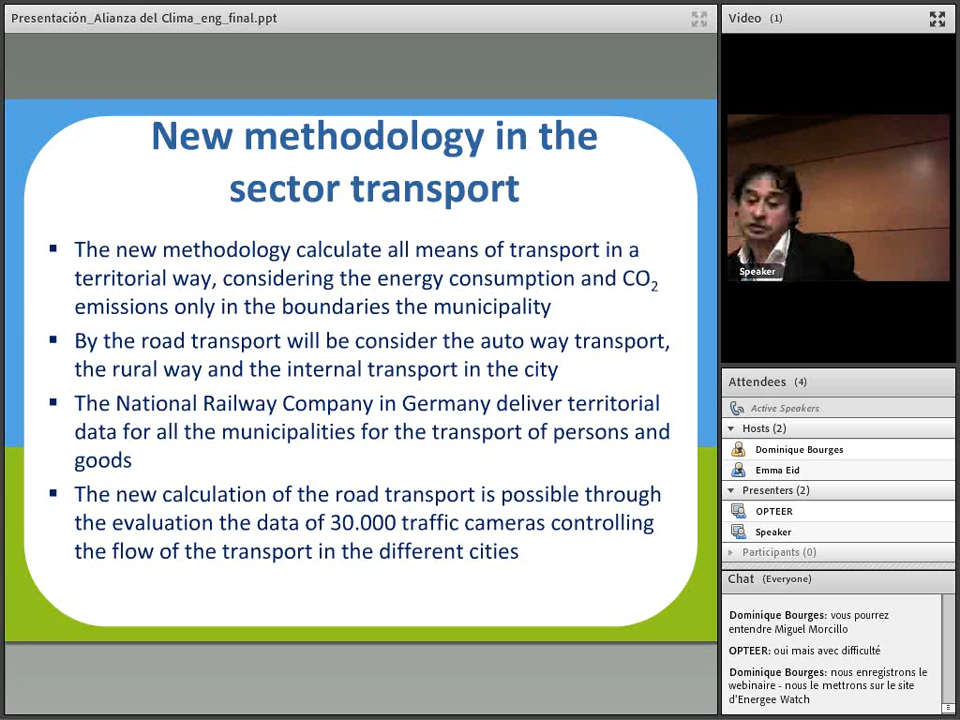 Presentación_Alianza del Clima_eng_final.ppt
New methodology in the
sector transport
▪ The new methodology calculate all means of transport in a
territorial way, considering the energy consumption and CO₂
emissions only in the boundaries the municipality
▪ By the road transport will be consider the auto way transport,
the rural way and the internal transport in the city
▪ The National Railway Company in Germany deliver territorial
data for all the municipalities for the transport of persons and
goods
▪ The new calculation of the road transport is possible through
the evaluation the data of 30.000 traffic cameras controlling
the flow of the transport in the different cities
Video (1)
Speaker
Attendees (4)
Active Speakers
Hosts (2)
Dominique Bourges
Emma Eid
Presenters (2)
OPTEER
Speaker
Participants (0)
Chat (Everyone)
Dominique Bourges: vous pourrez
entendre Miguel Morcillo
OPTEER: oui mais avec difficulté
Dominique Bourges: nous enregistrons le
webinaire - nous le mettrons sur le site
d'Energee Watch